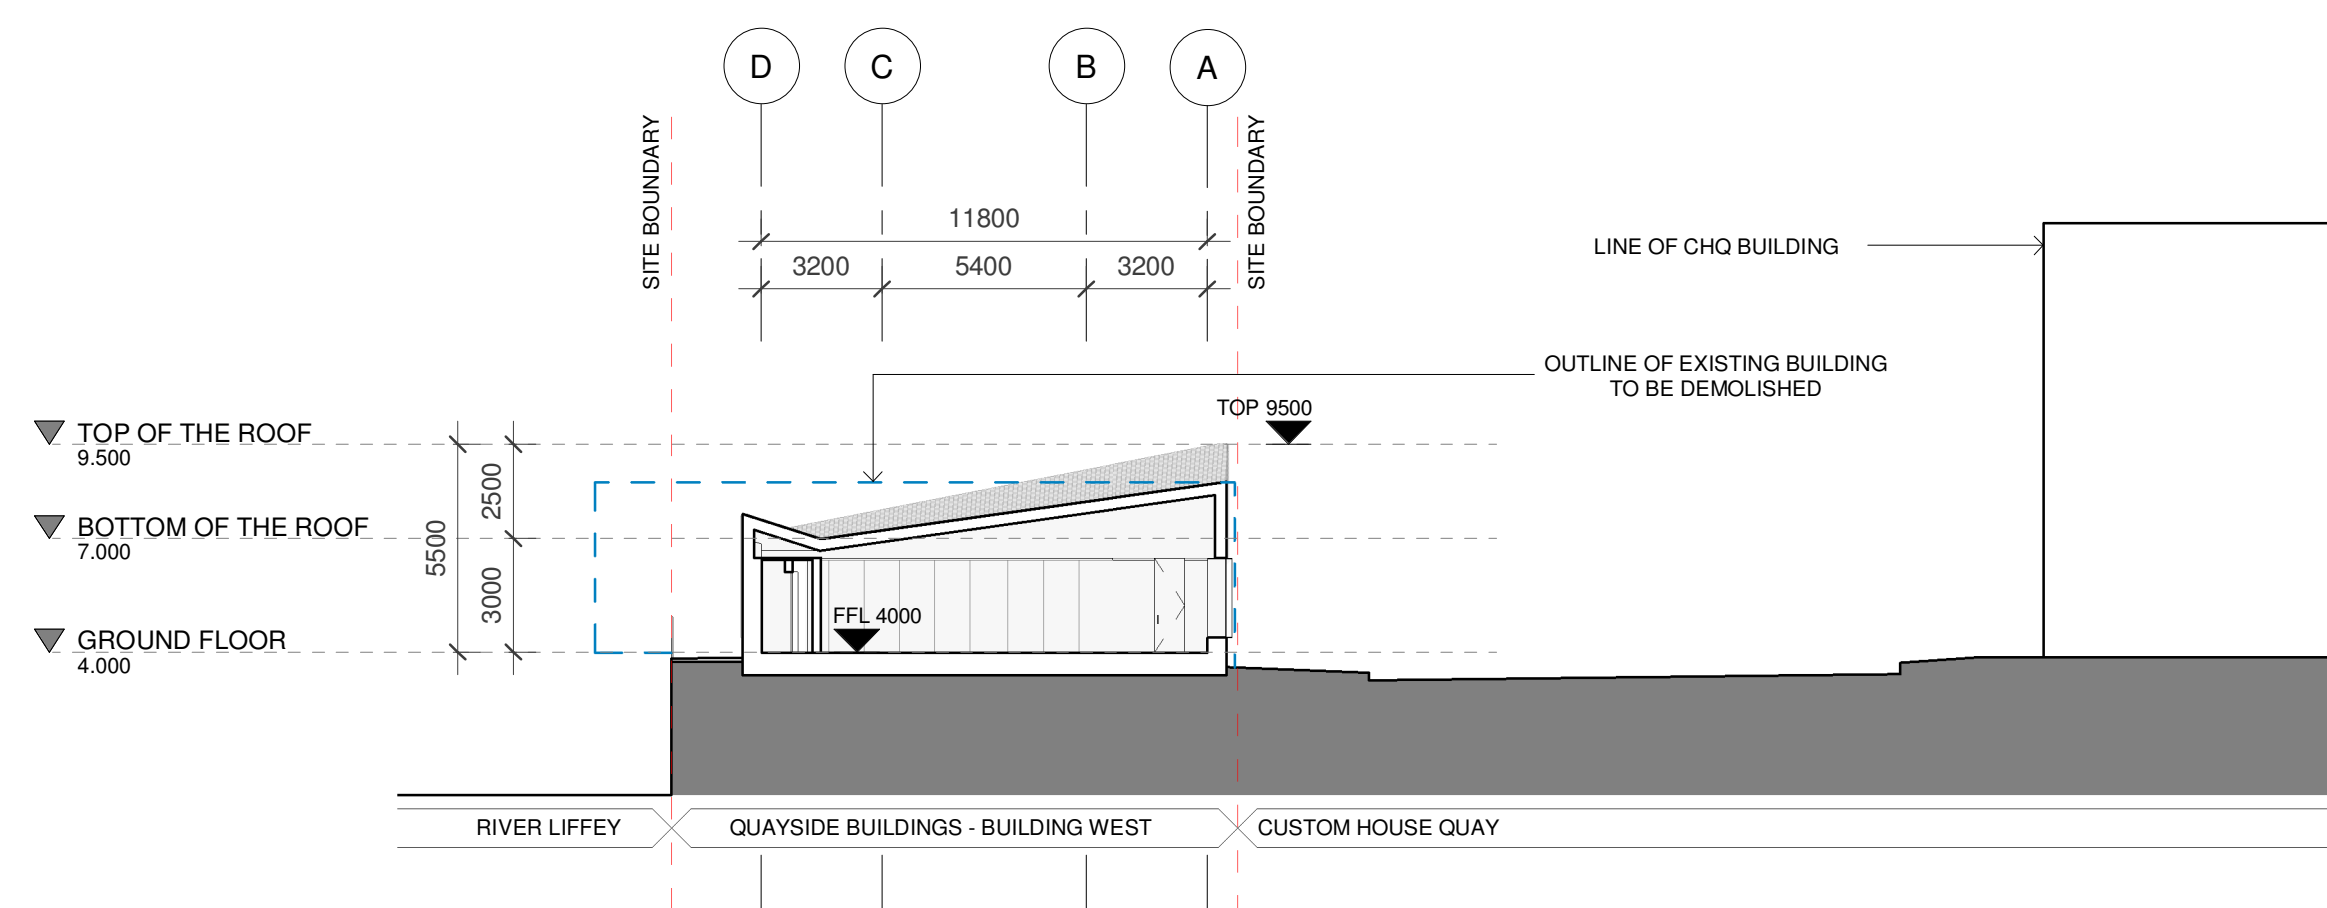 D
C
B
A
SITE BOUNDARY
SITE BOUNDARY
11800
3200
5400
3200
LINE OF CHQ BUILDING
OUTLINE OF EXISTING BUILDING
TO BE DEMOLISHED
TOP 9500
TOP OF THE ROOF
9.500
2500
BOTTOM OF THE ROOF
7.000
5500
3000
FFL 4000
GROUND FLOOR
4.000
RIVER LIFFEY
QUAYSIDE BUILDINGS - BUILDING WEST
CUSTOM HOUSE QUAY